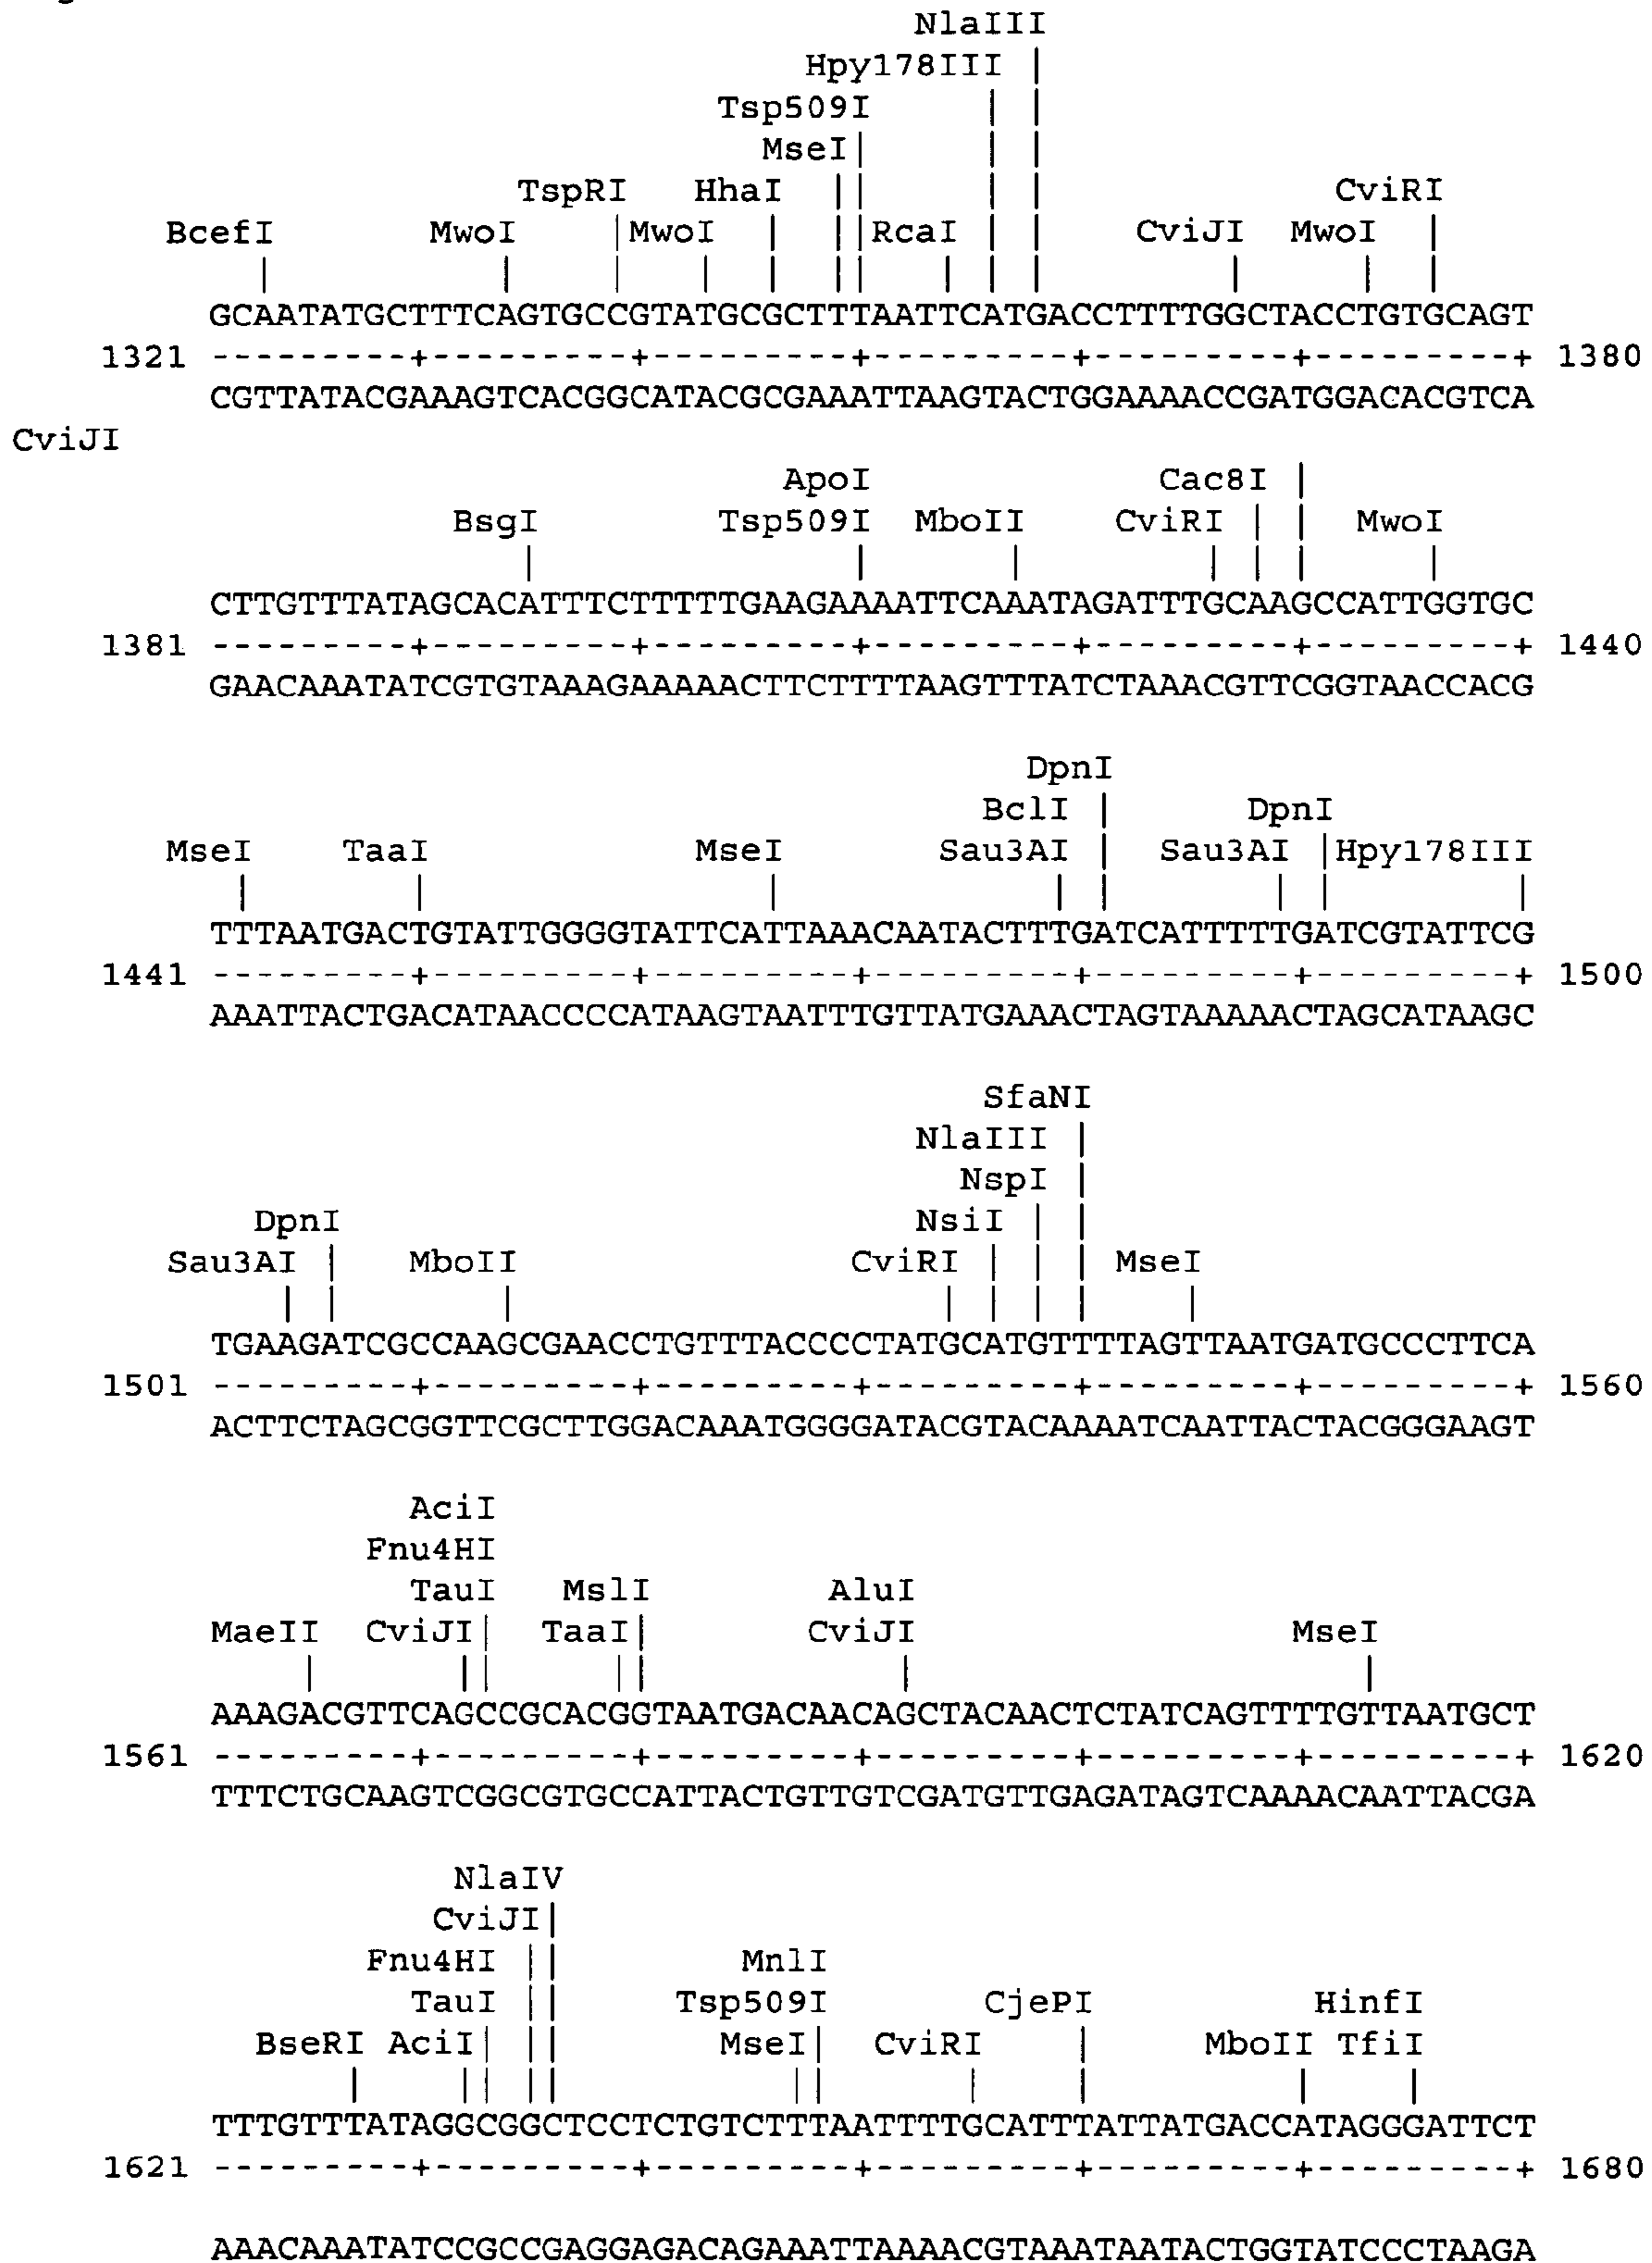 NlaIII
Hpy178III |
Tsp509I | |
MseI| | |
TspRI HhaI || | | CviRI
BcefI MwoI |MwoI | ||RcaI | | CviJI MwoI |
| | | | | || | | | | | |
GCAATATGCTTTCAGTGCCGTATGCGCTTTTAATTCATGACCTTTTGGCTACCTGTGCAGT
1321 ---------+---------+---------+---------+---------+---------+ 1380
CGTTATACGAAAGTCACGGCATACGCGAAATTAAGTACTGGAAAACCGATGGACACGTCA
CviJI
ApoI Cac8I |
BsgI Tsp509I MboII CviRI | | MwoI
| | | | | | |
CTTGTTTATAGCACATTTCTTTTTGAAGAAAATTCAAATAGATTTGCAAGCCATTGGTGC
1381 ---------+---------+---------+---------+---------+---------+ 1440
GAACAAATATCGTGTAAAGAAAAACTTCTTTTAAGTTTATCTAAACGTTCGGTAACCACG
DpnI
BclI | DpnI
MseI TaaI MseI Sau3AI | Sau3AI |Hpy178III
| | | | | | | |
TTTAATGACTGTATTGGGGTATTCATTAAACAATACTTTGATCATTTTTGATCGTATTCG
1441 ---------+---------+---------+---------+---------+---------+ 1500
AAATTACTGACATAACCCCATAAGTAATTTGTTATGAAACTAGTAAAAACTAGCATAAGC
SfaNI
NlaIII |
NspI |
DpnI NsiI | |
Sau3AI | MboII CviRI | | | MseI
| | | | | | | |
TGAAGATCGCCAAGCGAACCTGTTTACCCCTATGCATGTTTTAGTTAATGATGCCCTTCA
1501 ---------+---------+---------+---------+---------+---------+ 1560
ACTTCTAGCGGTTCGCTTGGACAAATGGGGATACGTACAAAATCAATTACTACGGGAAGT
AciI
Fnu4HI
TauI MslI AluI
MaeII CviJI| TaaI| CviJI MseI
| || || | |
AAAGACGTTCAGCCGCACGGTAATGACAACAGCTACAACTCTATCAGTTTTGTTAATGCT
1561 ---------+---------+---------+---------+---------+---------+ 1620
TTTCTGCAAGTCGGCGTGCCATTACTGTTGTCGATGTTGAGATAGTCAAAACAATTACGA
NlaIV
CviJI|
Fnu4HI || MnlI
TauI || Tsp509I CjePI HinfI
BseRI AciI| || MseI| CviRI | MboII TfiI
| || || || | | | |
TTTGTTTATAGGCGGCTCCTCTGTCTTTAATTTTGCATTTATTATGACCATAGGGATTCT
1621 ---------+---------+---------+---------+---------+---------+ 1680
AAACAAATATCCGCCGAGGAGACAGAAATTAAAACGTAAATAATACTGGTATCCCTAAGA